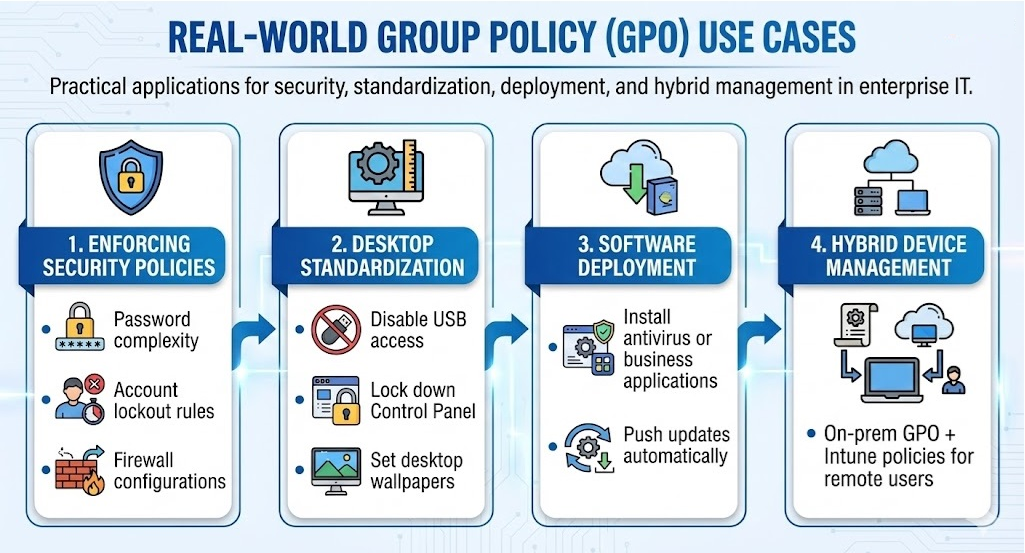 REAL-WORLD GROUP POLICY (GPO) USE CASES
Practical applications for security, standardization, deployment, and hybrid management in enterprise IT.
1. ENFORCING
SECURITY POLICIES
Password
complexity
Account
lockout rules
Firewall
configurations
2. DESKTOP
STANDARDIZATION
Disable USB
access
Lock down
Control Panel
Set desktop
wallpapers
3. SOFTWARE
DEPLOYMENT
Install
antivirus or
business
applications
Push updates
automatically
4. HYBRID DEVICE
MANAGEMENT
On-prem GPO +
Intune policies for
remote users